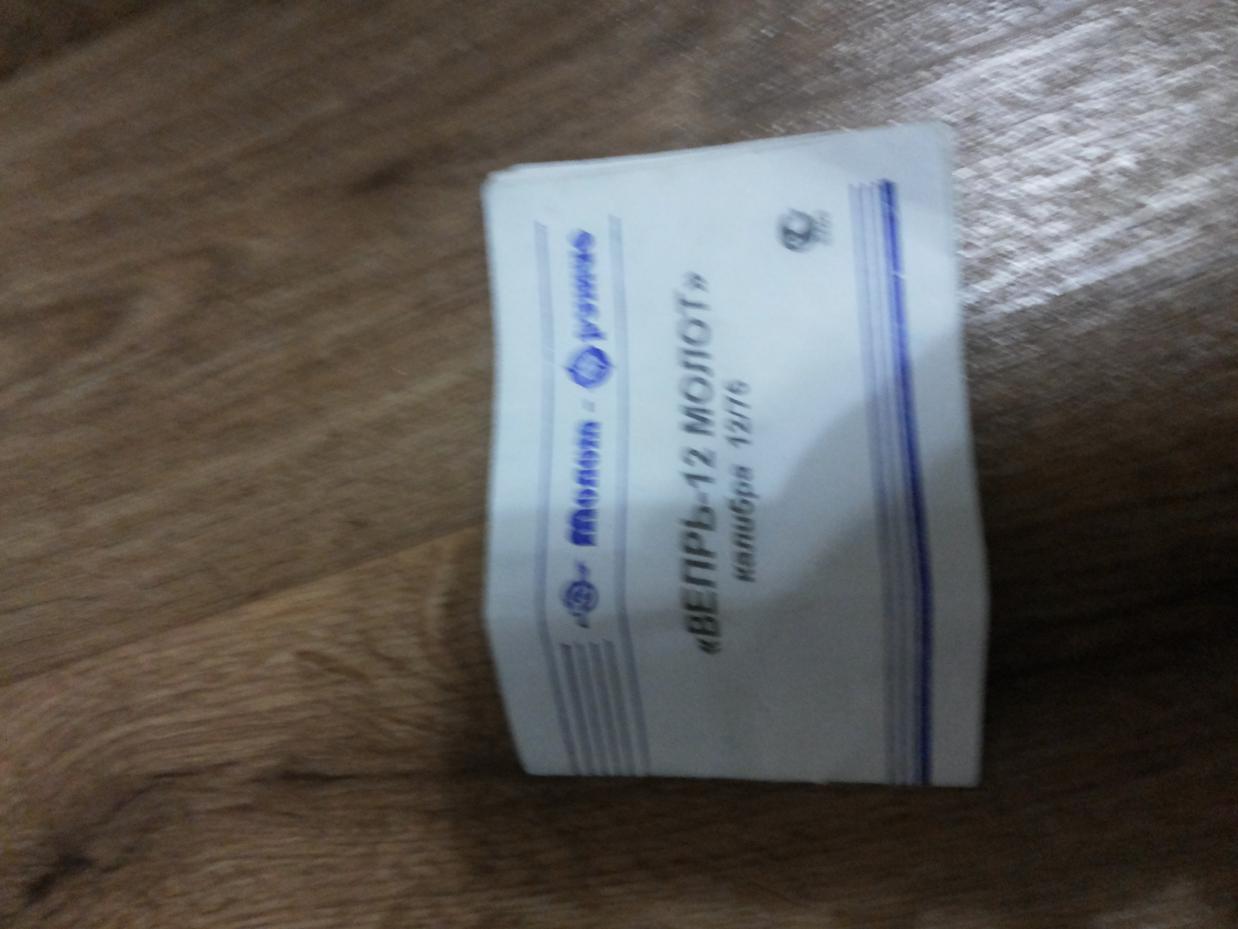 Молот - Оружие
«ВЕПРЬ-12 МОЛОТ»
калибра 12/76